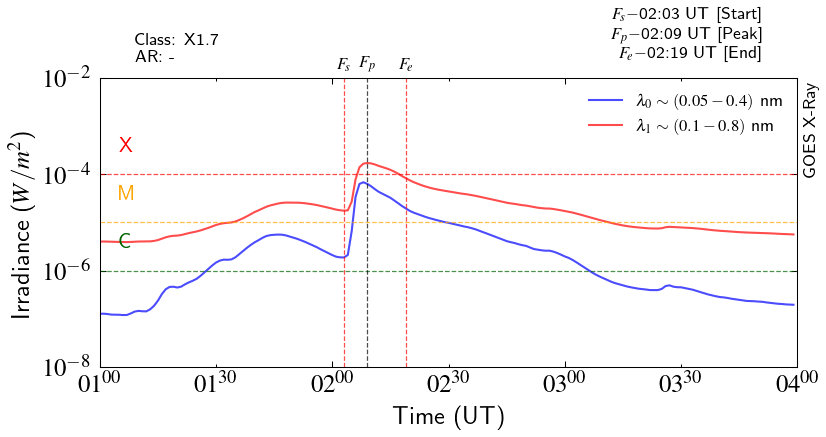 F_s−02:03 UT [Start]
Class: X1.7
F_p−02:09 UT [Peak]
AR: -
F_e−02:19 UT [End]
F_s F_p F_e
10^{−2}
λ_0 ∼ (0.05 − 0.4) nm
λ_1 ∼ (0.1 − 0.8) nm
GOES X-Ray
X
10^{−4}
M
C
10^{−6}
Irradiance (W/m^2)
10^{−8}
01^{00} 01^{30} 02^{00} 02^{30} 03^{00} 03^{30} 04^{00}
Time (UT)